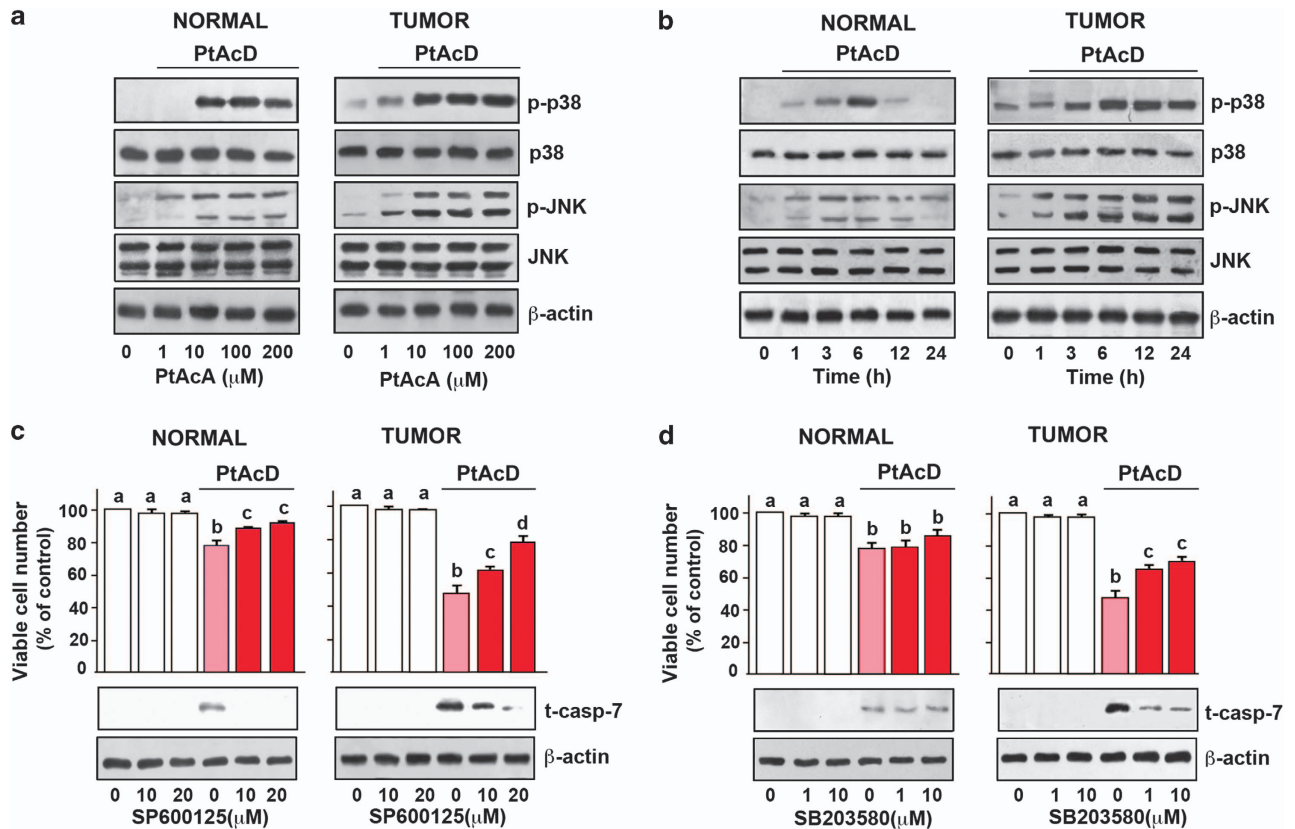 a
NORMAL
TUMOR
PtAcD
PtAcD
p-p38
p38
p-JNK
JNK
β-actin
0 1 10 100 200
0 1 10 100 200
PtAcA (μM)
PtAcA (μM)
b
NORMAL
TUMOR
PtAcD
PtAcD
p-p38
p38
p-JNK
JNK
β-actin
0 1 3 6 12 24
0 1 3 6 12 24
Time (h)
Time (h)
c
NORMAL
TUMOR
PtAcD
PtAcD
Viable cell number
(% of control)
100
80
60
40
20
0
a a a b c c
a a a b c d
t-casp-7
β-actin
0 10 20 0 10 20
0 10 20 0 10 20
SP600125(μM)
SP600125(μM)
d
NORMAL
TUMOR
PtAcD
PtAcD
Viable cell number
(% of control)
100
80
60
40
20
0
a a a b b b
a a a b c c
t-casp-7
β-actin
0 1 10 0 1 10
0 1 10 0 1 10
SB203580(μM)
SB203580(μM)